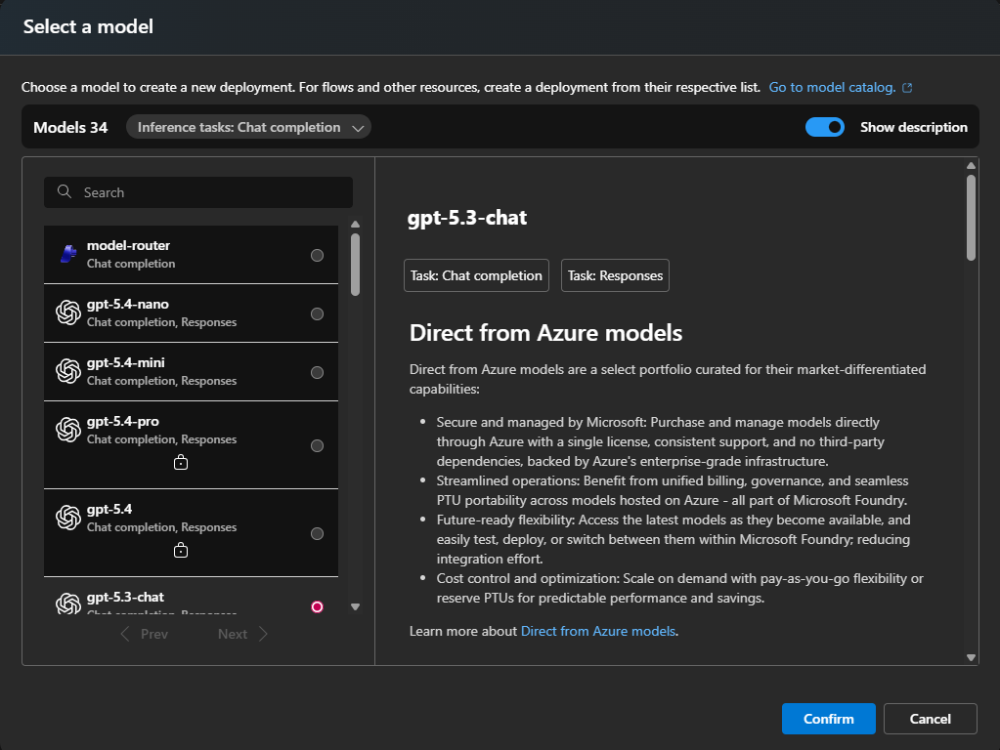 Select a model
Choose a model to create a new deployment. For flows and other resources, create a deployment from their respective list. Go to model catalog.
Models 34
Inference tasks: Chat completion
Show description
Search
model-router
Chat completion
gpt-5.4-nano
Chat completion, Responses
gpt-5.4-mini
Chat completion, Responses
gpt-5.4-pro
Chat completion, Responses
gpt-5.4
Chat completion, Responses
gpt-5.3-chat
Chat completion, Responses
Prev
Next
gpt-5.3-chat
Task: Chat completion
Task: Responses
Direct from Azure models
Direct from Azure models are a select portfolio curated for their market-differentiated
capabilities:
• Secure and managed by Microsoft: Purchase and manage models directly
through Azure with a single license, consistent support, and no third-party
dependencies, backed by Azure's enterprise-grade infrastructure.
• Streamlined operations: Benefit from unified billing, governance, and seamless
PTU portability across models hosted on Azure - all part of Microsoft Foundry.
• Future-ready flexibility: Access the latest models as they become available, and
easily test, deploy, or switch between them within Microsoft Foundry; reducing
integration effort.
• Cost control and optimization: Scale on demand with pay-as-you-go flexibility or
reserve PTUs for predictable performance and savings.
Learn more about Direct from Azure models.
Confirm
Cancel